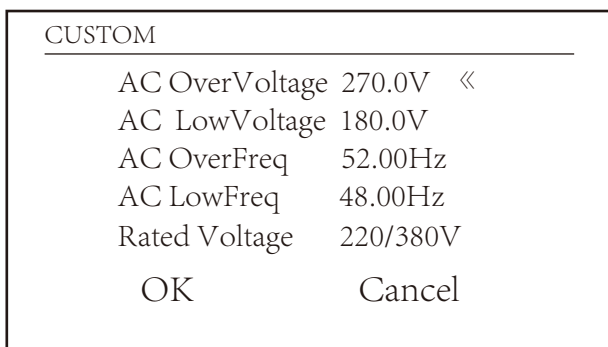 CUSTOM
AC OverVoltage 270.0V 《
AC LowVoltage 180.0V
AC OverFreq 52.00Hz
AC LowFreq 48.00Hz
Rated Voltage 220/380V
OK Cancel